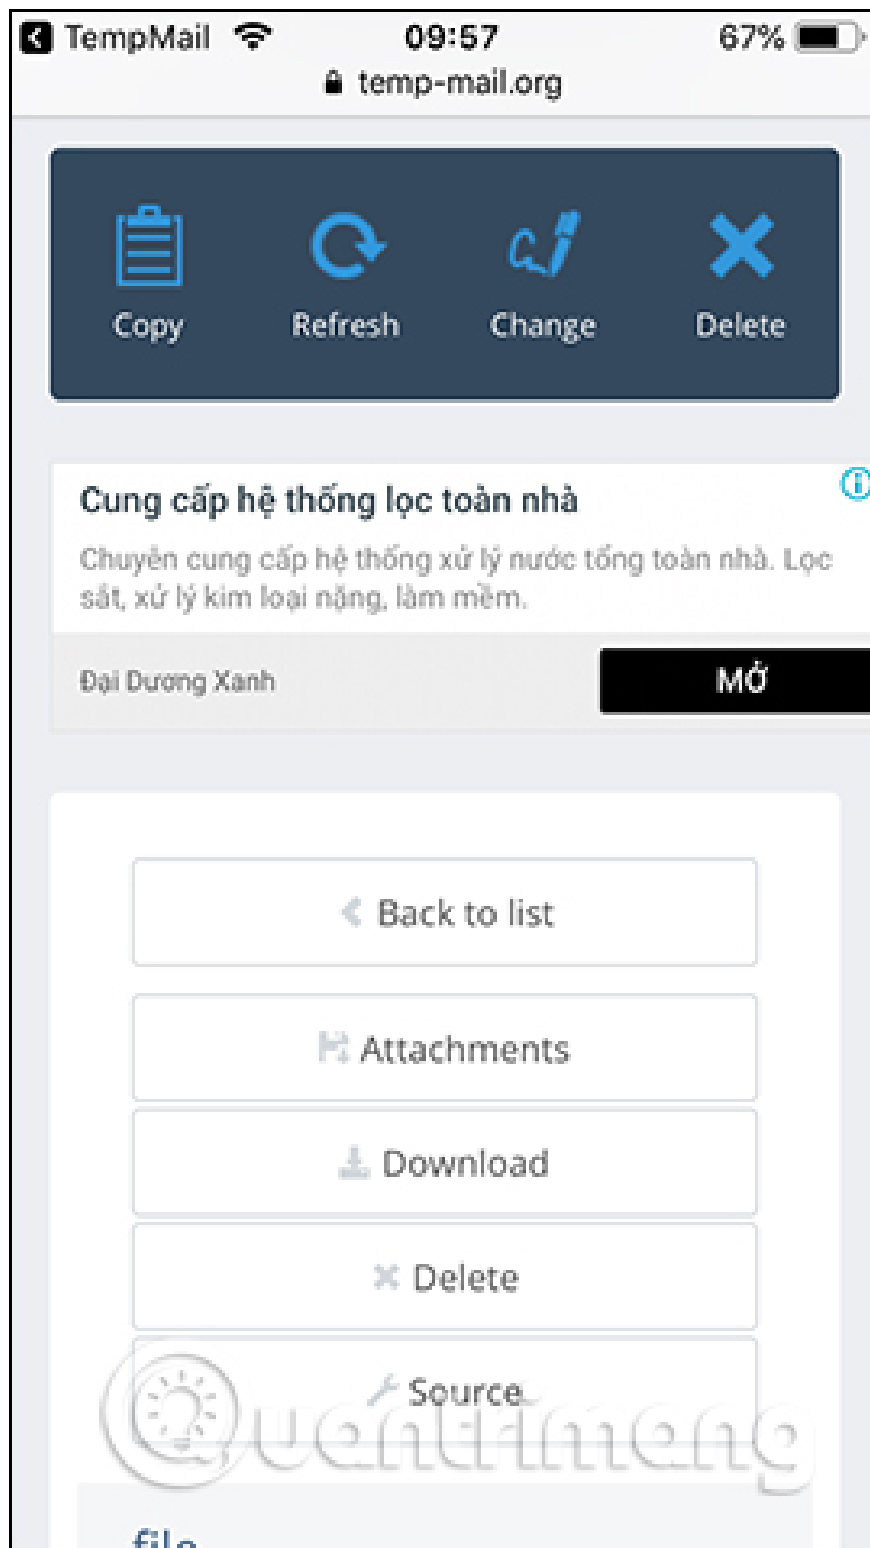 TempMail 09:57 67%
temp-mail.org
Copy Refresh Change Delete
Cung cấp hệ thống lọc toàn nhà
Chuyên cung cấp hệ thống xử lý nước tổng toàn nhà. Lọc
sắt, xử lý kim loại nặng, làm mềm.
Đại Dương Xanh MỞ
Back to list
Attachments
Download
Delete
Source
Quantrimang
file